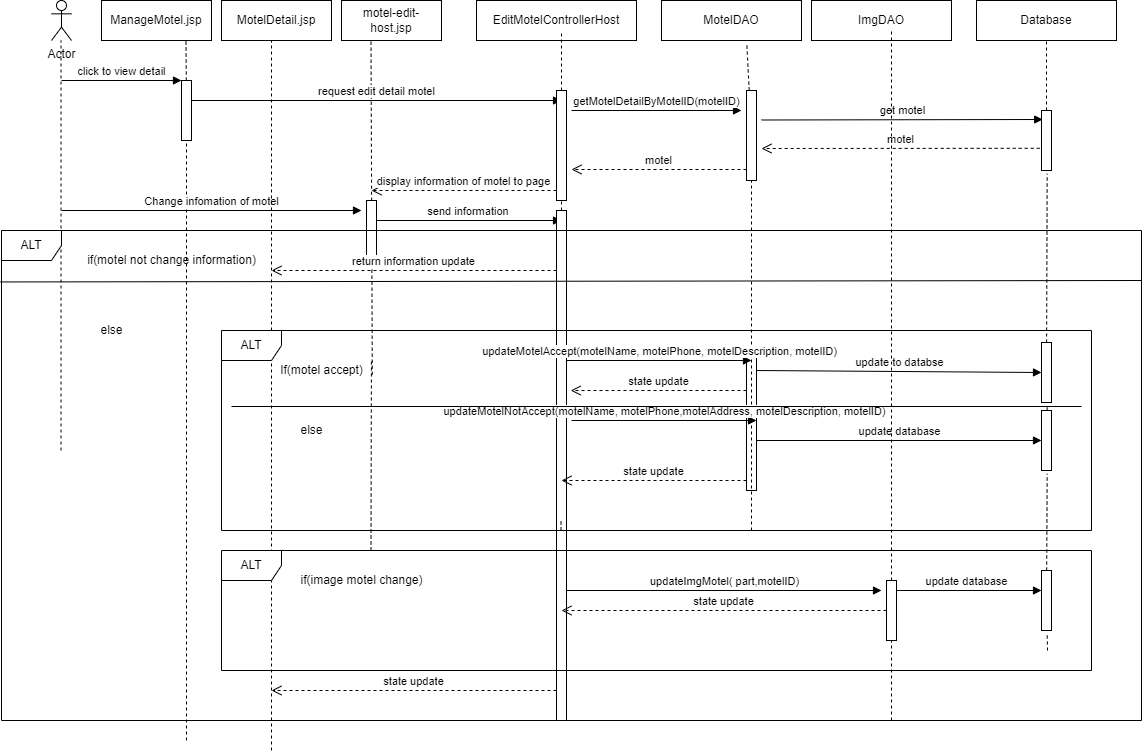 ManageMotel.jsp
MotelDetail.jsp
motel-edit-
host.jsp
EditMotelControllerHost
MotelDAO
ImgDAO
Database
Actor
click to view detail
request edit detail motel
getMotelDetailByMotelID(motelID)
get motel
motel
motel
display information of motel to page
Change infomation of motel
send information
ALT
if(motel not change information)
return information update
else
ALT
If(motel accept)
updateMotelAccept(motelName, motelPhone, motelDescription, motelID)
update to databse
state update
updateMotelNotAccept(motelName, motelPhone,motelAddress, motelDescription, motelID)
else
update database
state update
ALT
if(image motel change)
updateImgMotel( part,motelID)
update database
state update
state update